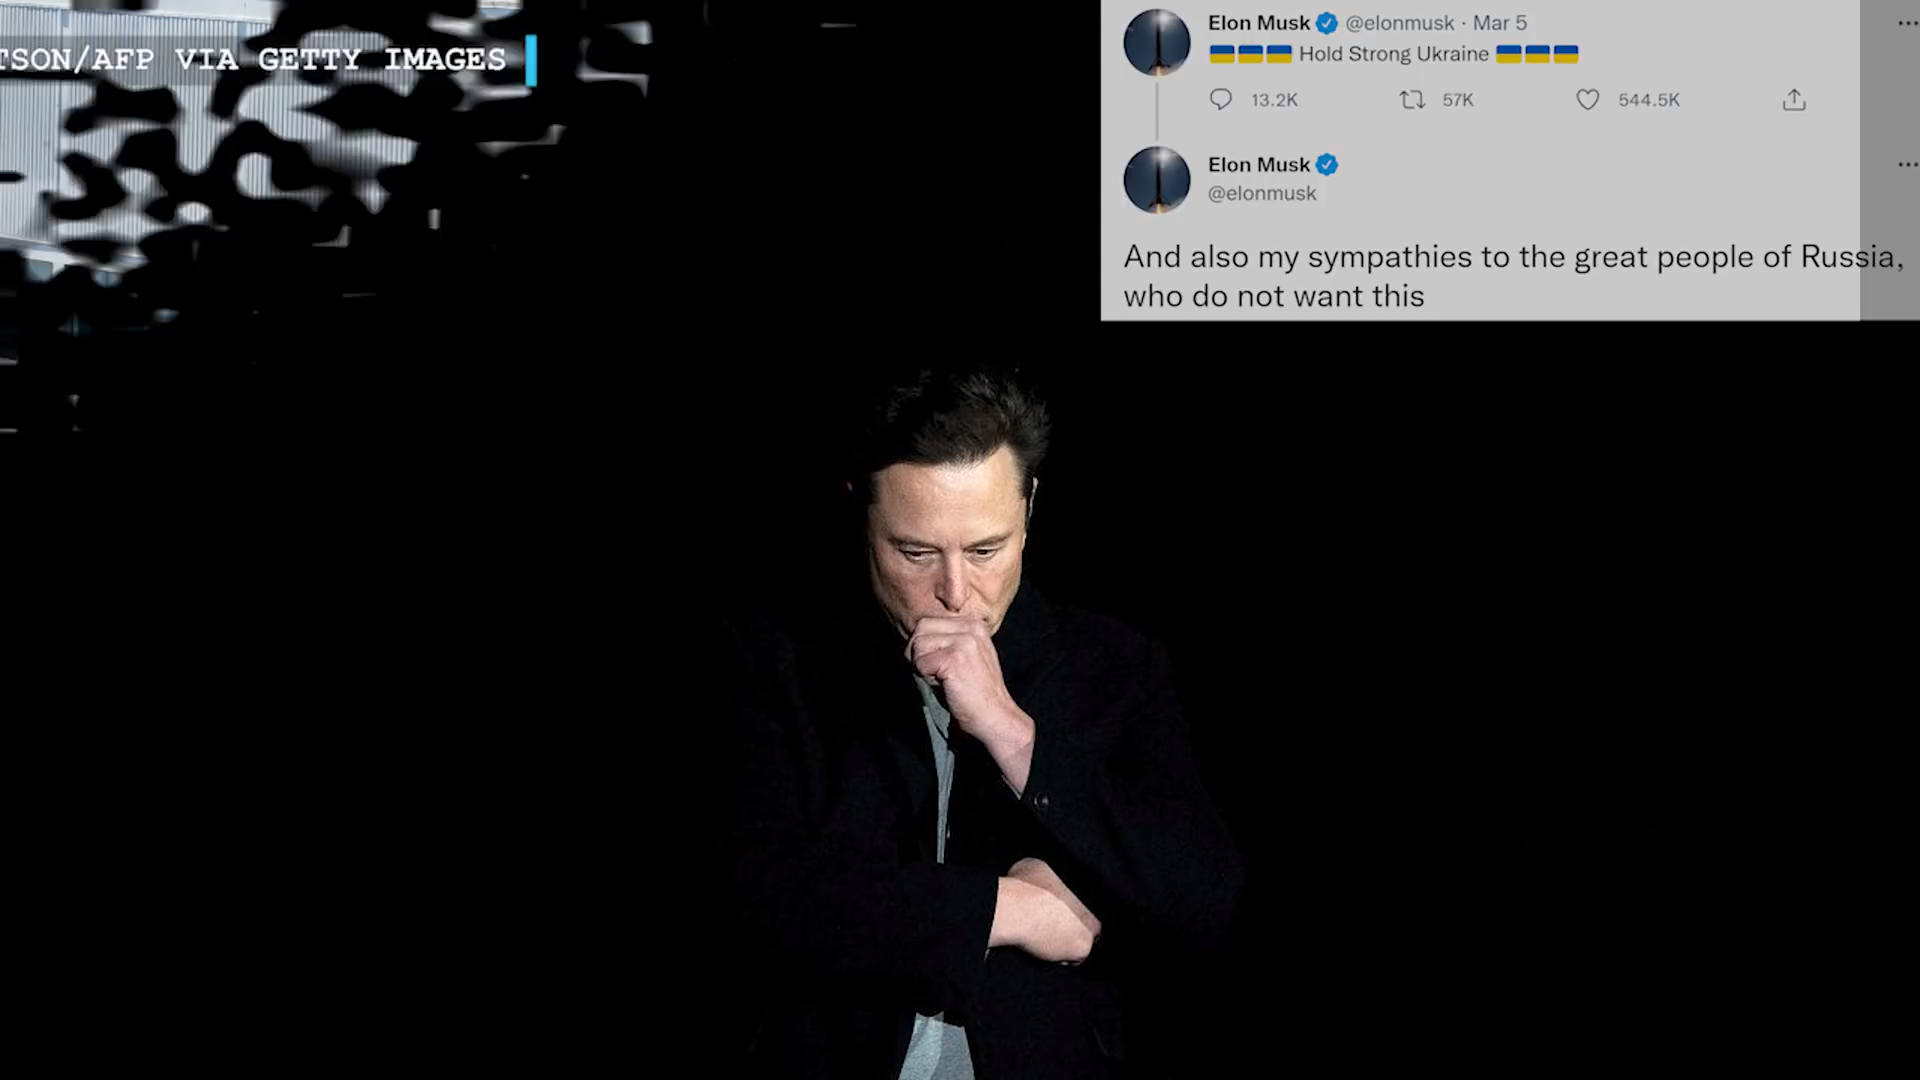 TSON/AFP VIA GETTY IMAGES
Elon Musk @elonmusk · Mar 5
🇺🇦🇺🇦🇺🇦 Hold Strong Ukraine 🇺🇦🇺🇦🇺🇦
13.2K 57K 544.5K
Elon Musk
@elonmusk
And also my sympathies to the great people of Russia,
who do not want this